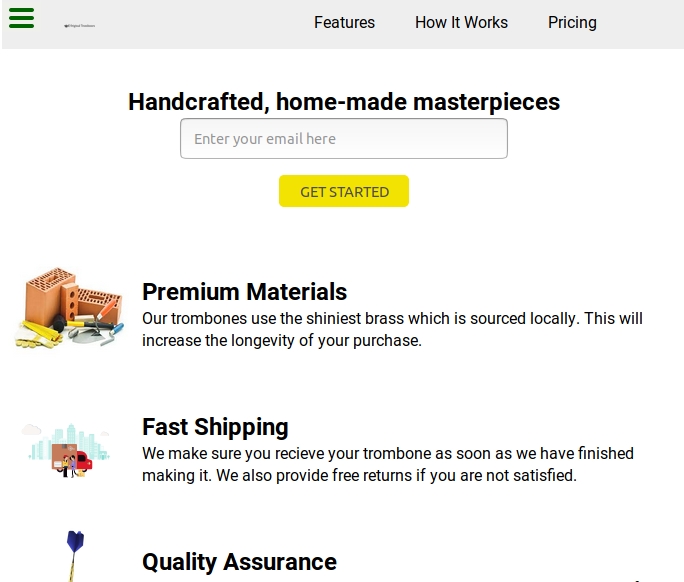 Features How It Works Pricing
Handcrafted, home-made masterpieces
Enter your email here
GET STARTED
Premium Materials
Our trombones use the shiniest brass which is sourced locally. This will
increase the longevity of your purchase.
Fast Shipping
We make sure you recieve your trombone as soon as we have finished
making it. We also provide free returns if you are not satisfied.
Quality Assurance